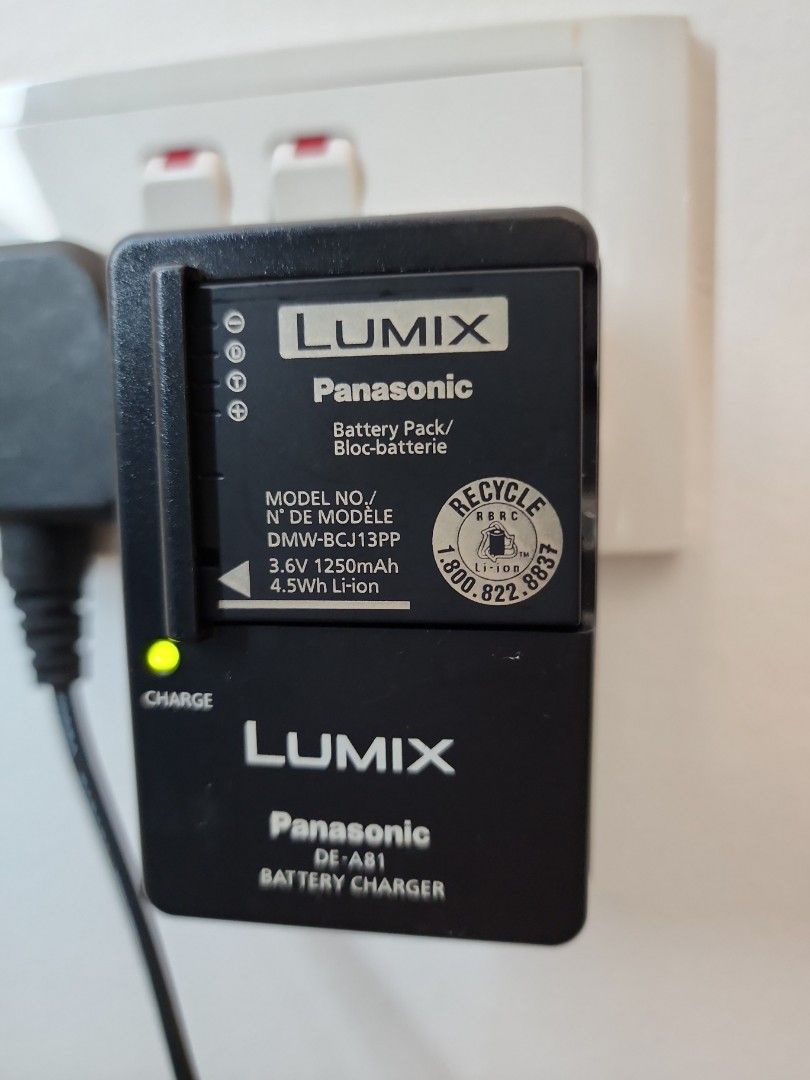 LUMIX
Panasonic
Battery Pack/
Bloc-batterie
MODEL NO./
N° DE MODÈLE
DMW-BCJ13PP
3.6V 1250mAh
4.5Wh Li-ion
RECYCLE
RBRC
TM
Li-ion
1.800.822.8837
D
T
CHARGE
LUMIX
Panasonic
DE-A81
BATTERY CHARGER